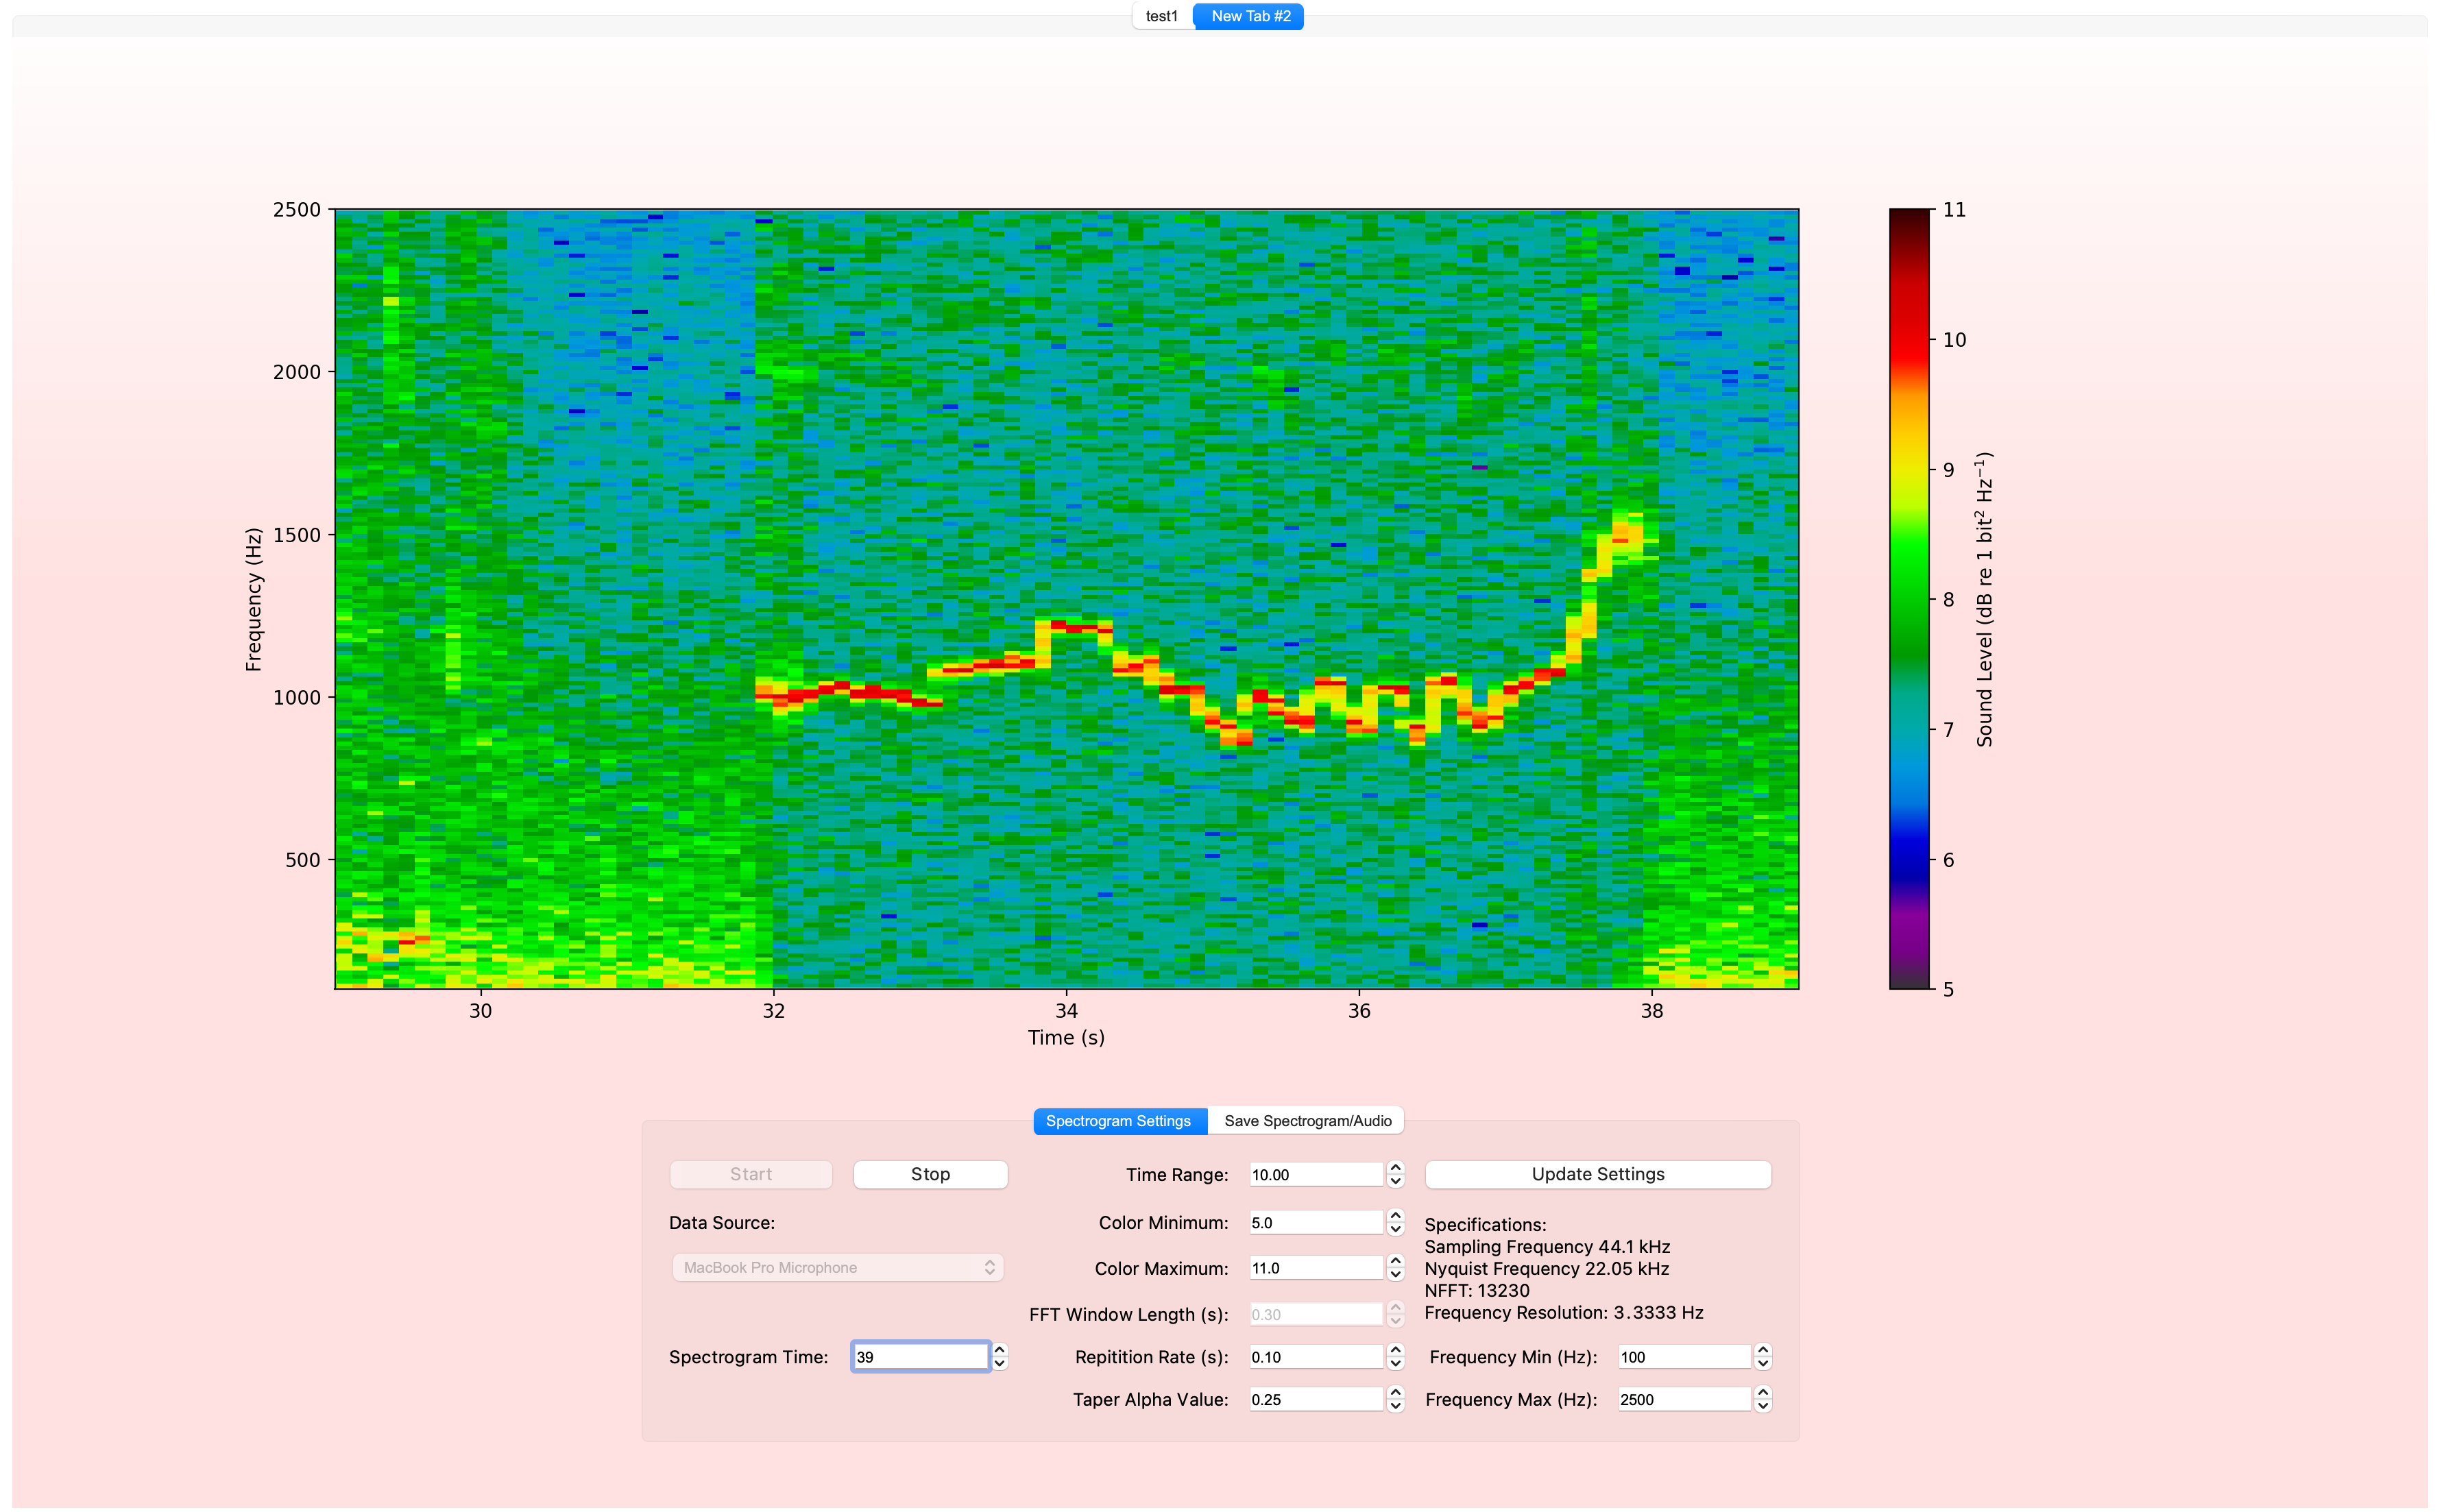 test1 New Tab #2
2500
2000
1500
1000
500
Frequency (Hz)
30 32 34 36 38
Time (s)
11
10
9
8
7
6
5
Sound Level (dB re 1 bit² Hz⁻¹)
Spectrogram Settings Save Spectrogram/Audio
Start Stop Time Range: 10.00 Update Settings
Data Source: Color Minimum: 5.0 Specifications:
Sampling Frequency 44.1 kHz
MacBook Pro Microphone Color Maximum: 11.0 Nyquist Frequency 22.05 kHz
NFFT: 13230
FFT Window Length (s): 0.30 Frequency Resolution: 3.3333 Hz
Spectrogram Time: 39 Repitition Rate (s): 0.10 Frequency Min (Hz): 100
Taper Alpha Value: 0.25 Frequency Max (Hz): 2500